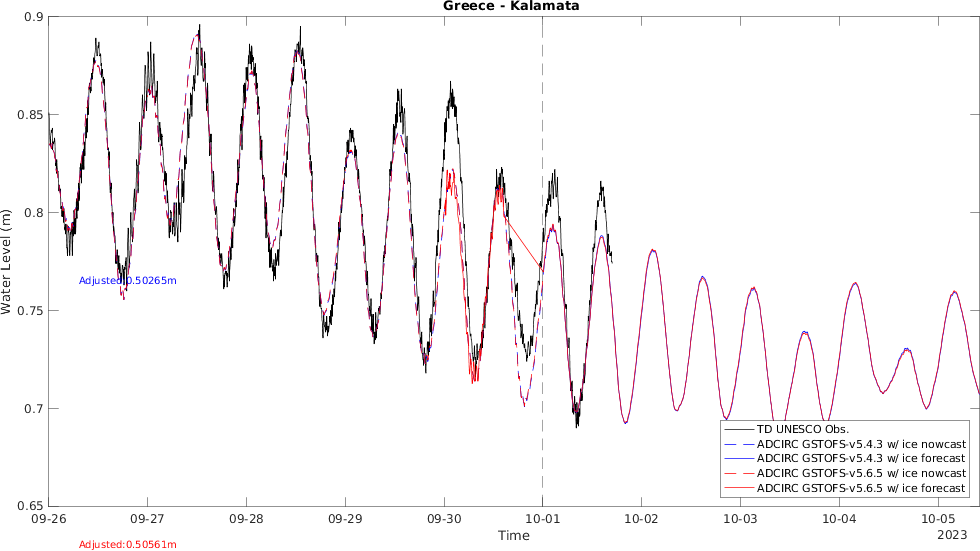 Greece - Kalamata
0.9
0.85
0.8
0.75
0.7
0.65
Water Level (m)
Adjusted:0.50265m
TD UNESCO Obs.
ADCIRC GSTOFS-v5.4.3 w/ ice nowcast
ADCIRC GSTOFS-v5.4.3 w/ ice forecast
ADCIRC GSTOFS-v5.6.5 w/ ice nowcast
ADCIRC GSTOFS-v5.6.5 w/ ice forecast
09-26 09-27 09-28 09-29 09-30 10-01 10-02 10-03 10-04 10-05
Time
2023
Adjusted:0.50561m